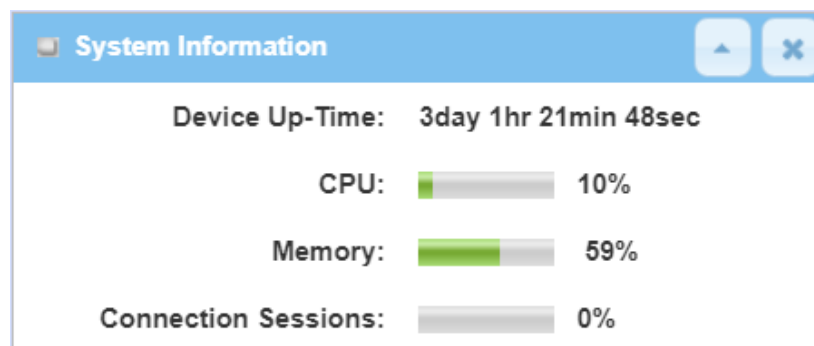 System Information
Device Up-Time: 3day 1hr 21min 48sec
CPU: 10%
Memory: 59%
Connection Sessions: 0%